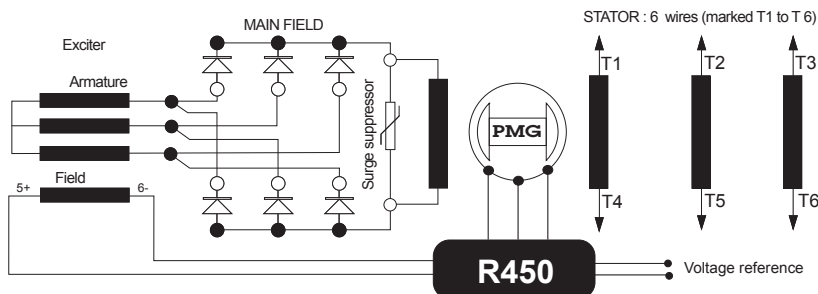 STATOR : 6 wires (marked T1 to T 6)
MAIN FIELD
Exciter
Armature
T1
T2
T3
Surge suppressor
PMG
Field
5+
6-
T4
T5
T6
R450
Voltage reference